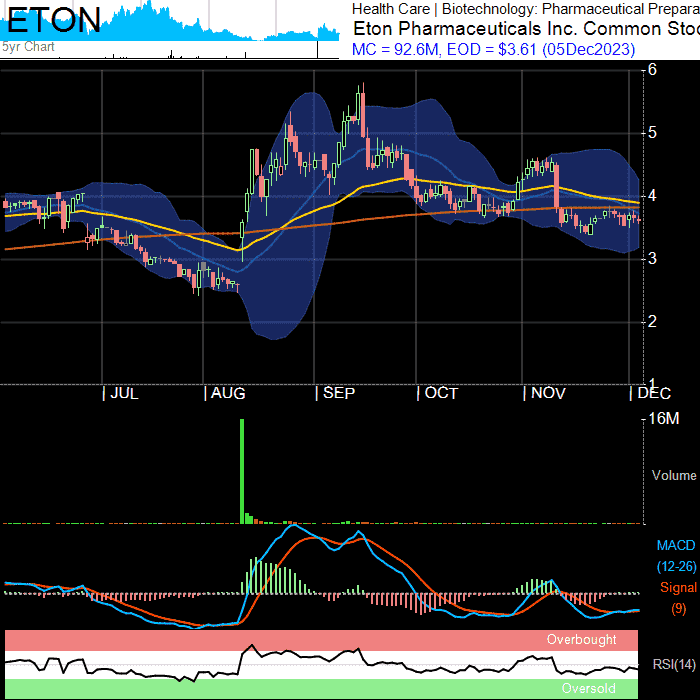 ETON
5yr Chart
Health Care | Biotechnology: Pharmaceutical Prepara
Eton Pharmaceuticals Inc. Common Stoc
MC = 92.6M, EOD = $3.61 (05Dec2023)
6
5
4
3
2
1
| JUL | AUG | SEP | OCT | NOV | DEC
16M
Volume
MACD
(12-26)
Signal
(9)
Overbought
RSI(14)
Oversold